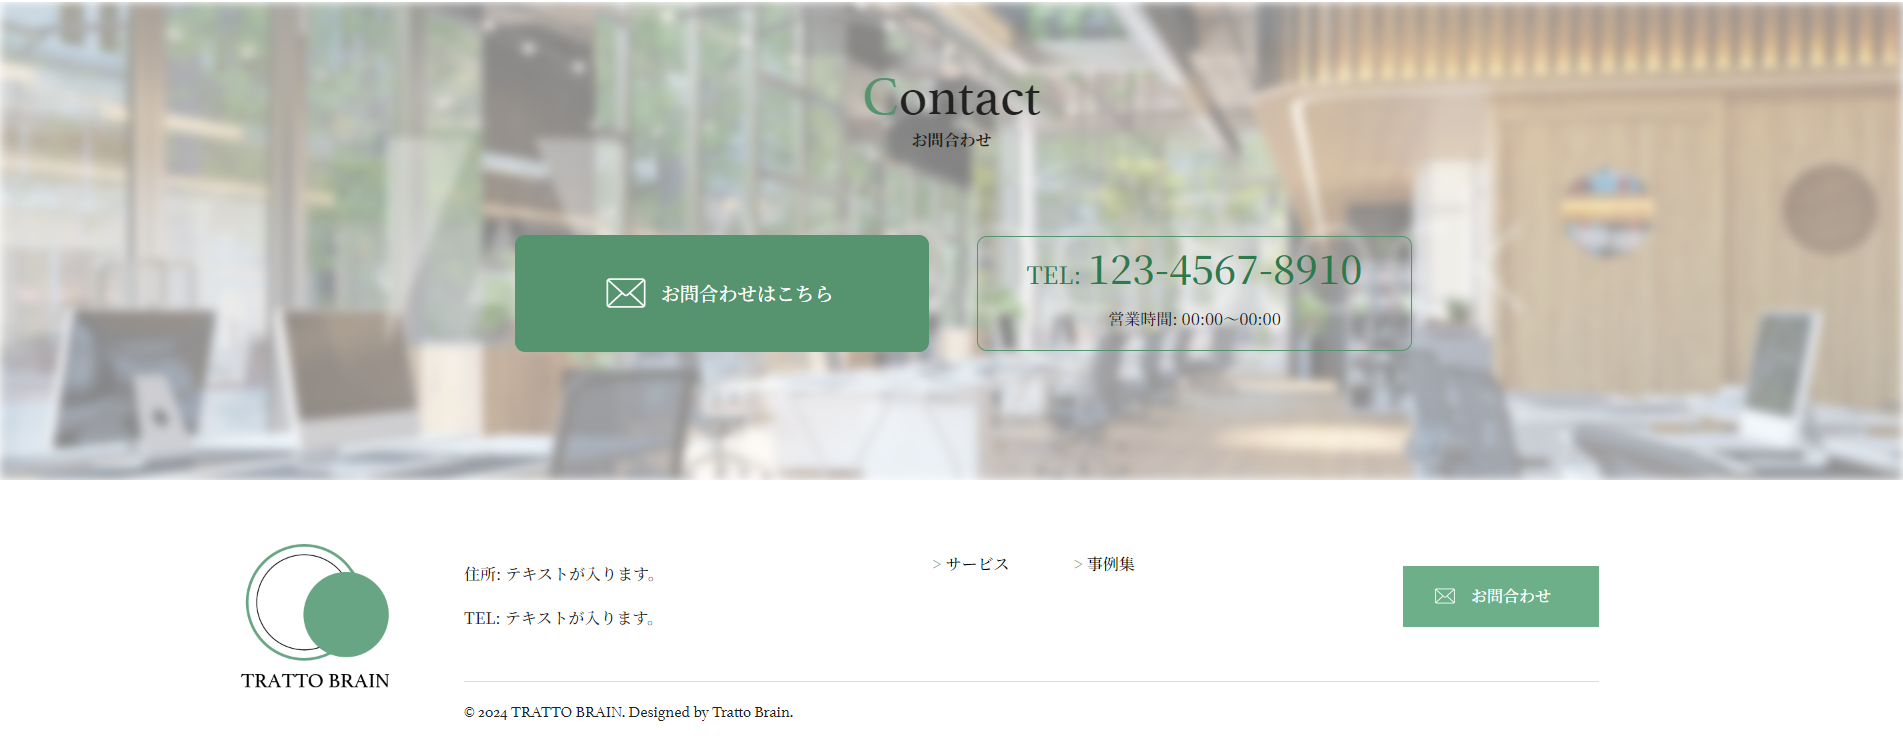 Contact
お問合わせ
お問合わせはこちら
TEL: 123-4567-8910
営業時間: 00:00～00:00
TRATTO BRAIN
住所: テキストが入ります。
TEL: テキストが入ります。
> サービス
> 事例集
お問合わせ
© 2024 TRATTO BRAIN. Designed by Tratto Brain.